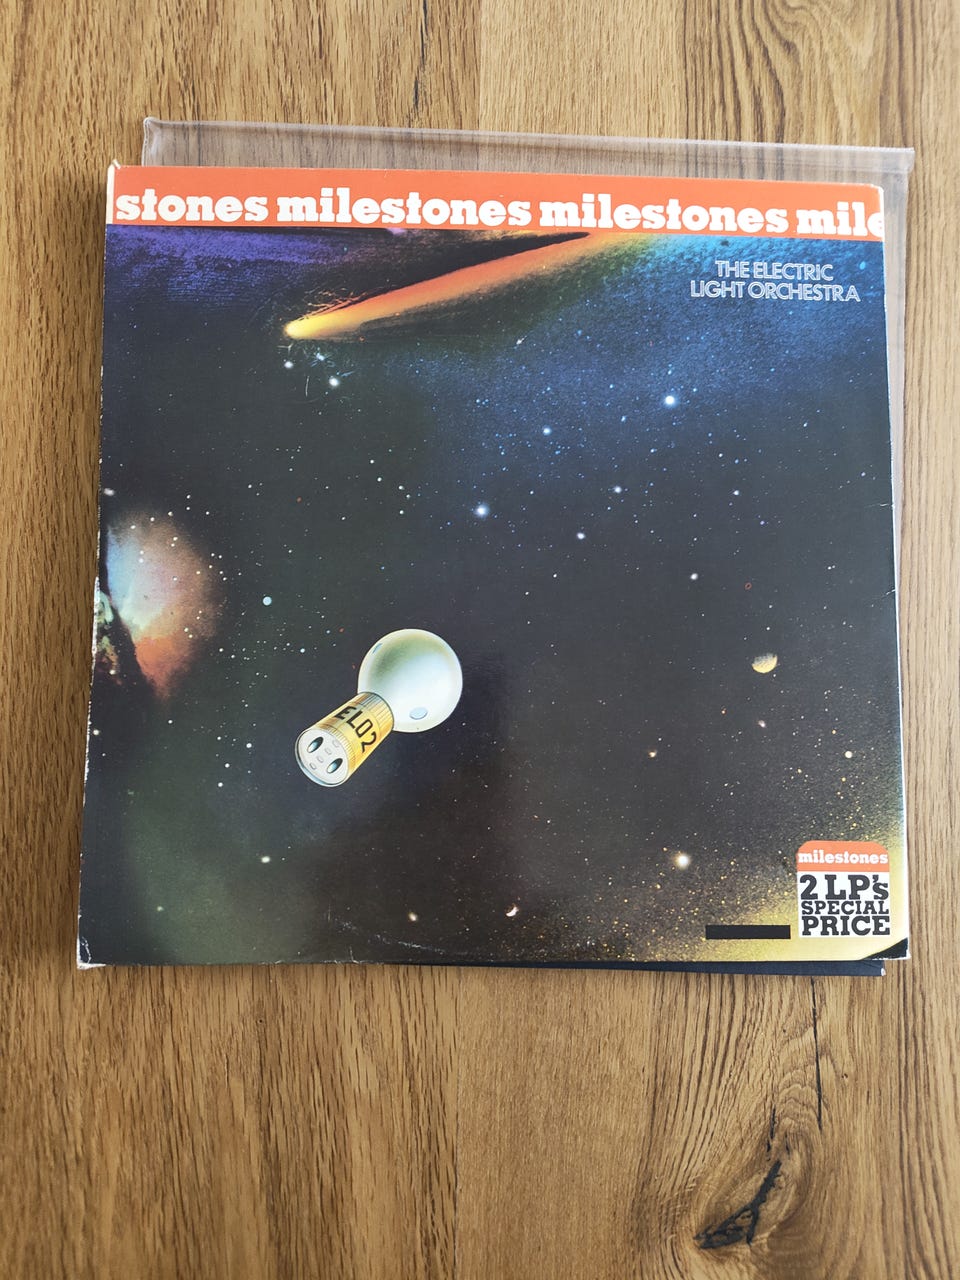 stones milestones milestones mile
THE ELECTRIC
LIGHT ORCHESTRA
ELO2
milestones
2 LP's
SPECIAL
PRICE